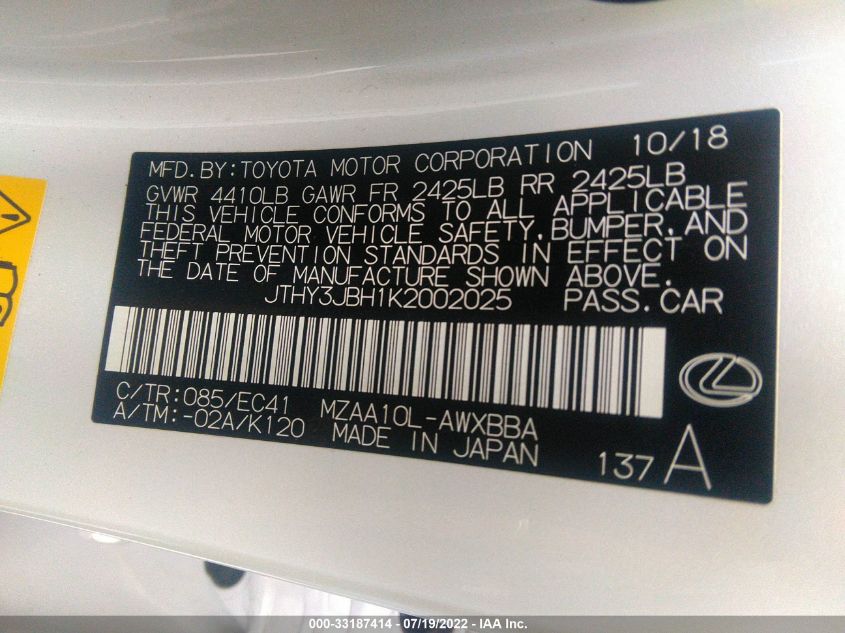 MFD.BY:TOYOTA MOTOR CORPORATION 10/18
GVWR 4410LB GAWR FR 2425LB RR 2425LB
THIS VEHICLE CONFORMS TO ALL APPLICABLE
FEDERAL MOTOR VEHICLE SAFETY,BUMPER,AND
THEFT PREVENTION STANDARDS IN EFFECT ON
THE DATE OF MANUFACTURE SHOWN ABOVE.
JTHY3JBH1K2002025 PASS.CAR
C/TR:085/EC41 MZAA10L-AWXBBA
A/TM:-02A/K120 MADE IN JAPAN
137 A
000-33187414 - 07/19/2022 - IAA Inc.